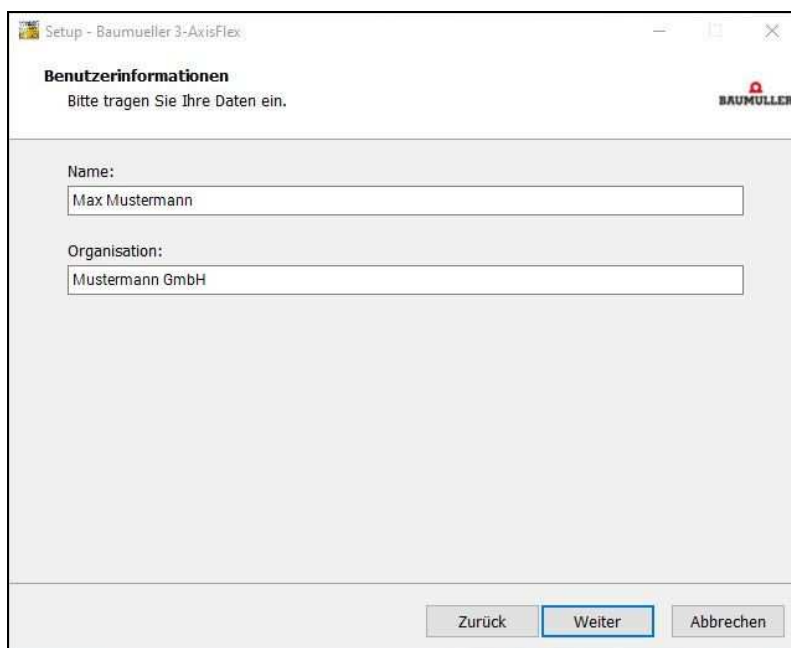 Setup - Baumueller 3-AxisFlex
Benutzerinformationen
Bitte tragen Sie Ihre Daten ein.
BAUMÜLLER
Name:
Max Mustermann
Organisation:
Mustermann GmbH
Zurück Weiter Abbrechen